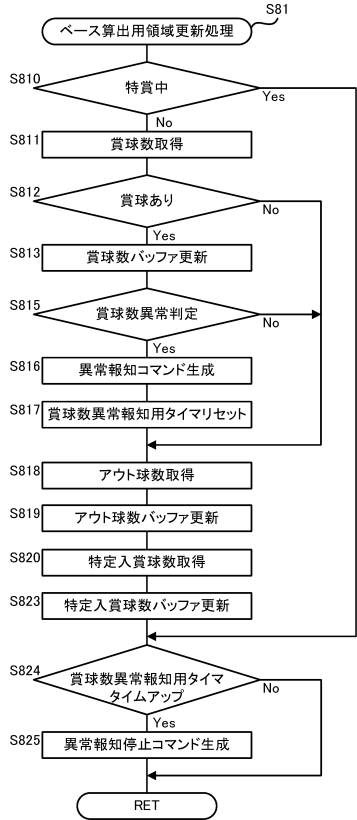 S81
ベース算出用領域更新処理
S810
特賞中
Yes
No
S811
賞球数取得
S812
賞球あり
No
Yes
S813
賞球数バッファ更新
S815
賞球数異常判定
No
Yes
S816
異常報知コマンド生成
S817
賞球数異常報知用タイマリセット
S818
アウト球数取得
S819
アウト球数バッファ更新
S820
特定入賞球数取得
S823
特定入賞球数バッファ更新
S824
賞球数異常報知用タイマ
タイムアップ
No
Yes
S825
異常報知停止コマンド生成
RET